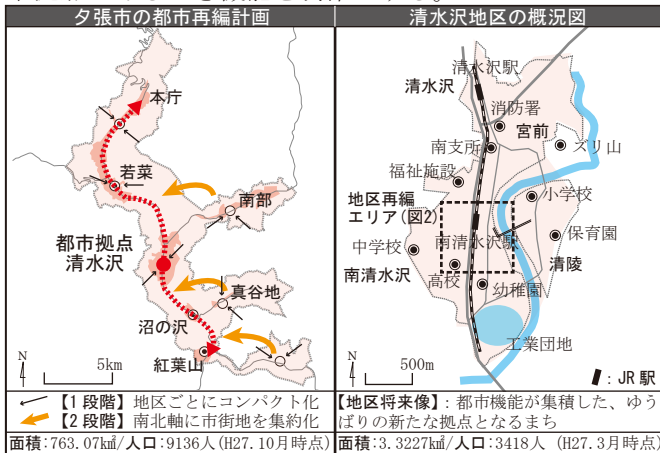 夕張市の都市再編計画
本庁
若菜
南部
都市拠点
清水沢
真谷地
沼の沢
紅葉山
N
5km
【1段階】地区ごとにコンパクト化
【2段階】南北軸に市街地を集約化
面積:763.07㎢/人口:9136人(H27.10月時点)
清水沢地区の概況図
清水沢駅
清水沢
消防署
宮前
南支所
ズリ山
福祉施設
小学校
地区再編
エリア(図2)
保育園
南清水沢駅
中学校
清陵
南清水沢
高校
幼稚園
工業団地
N
500m
:JR駅
【地区将来像】:都市機能が集積した、ゆう
ばりの新たな拠点となるまち
面積:3.3227k㎡/人口:3418人 (H27.3月時点)